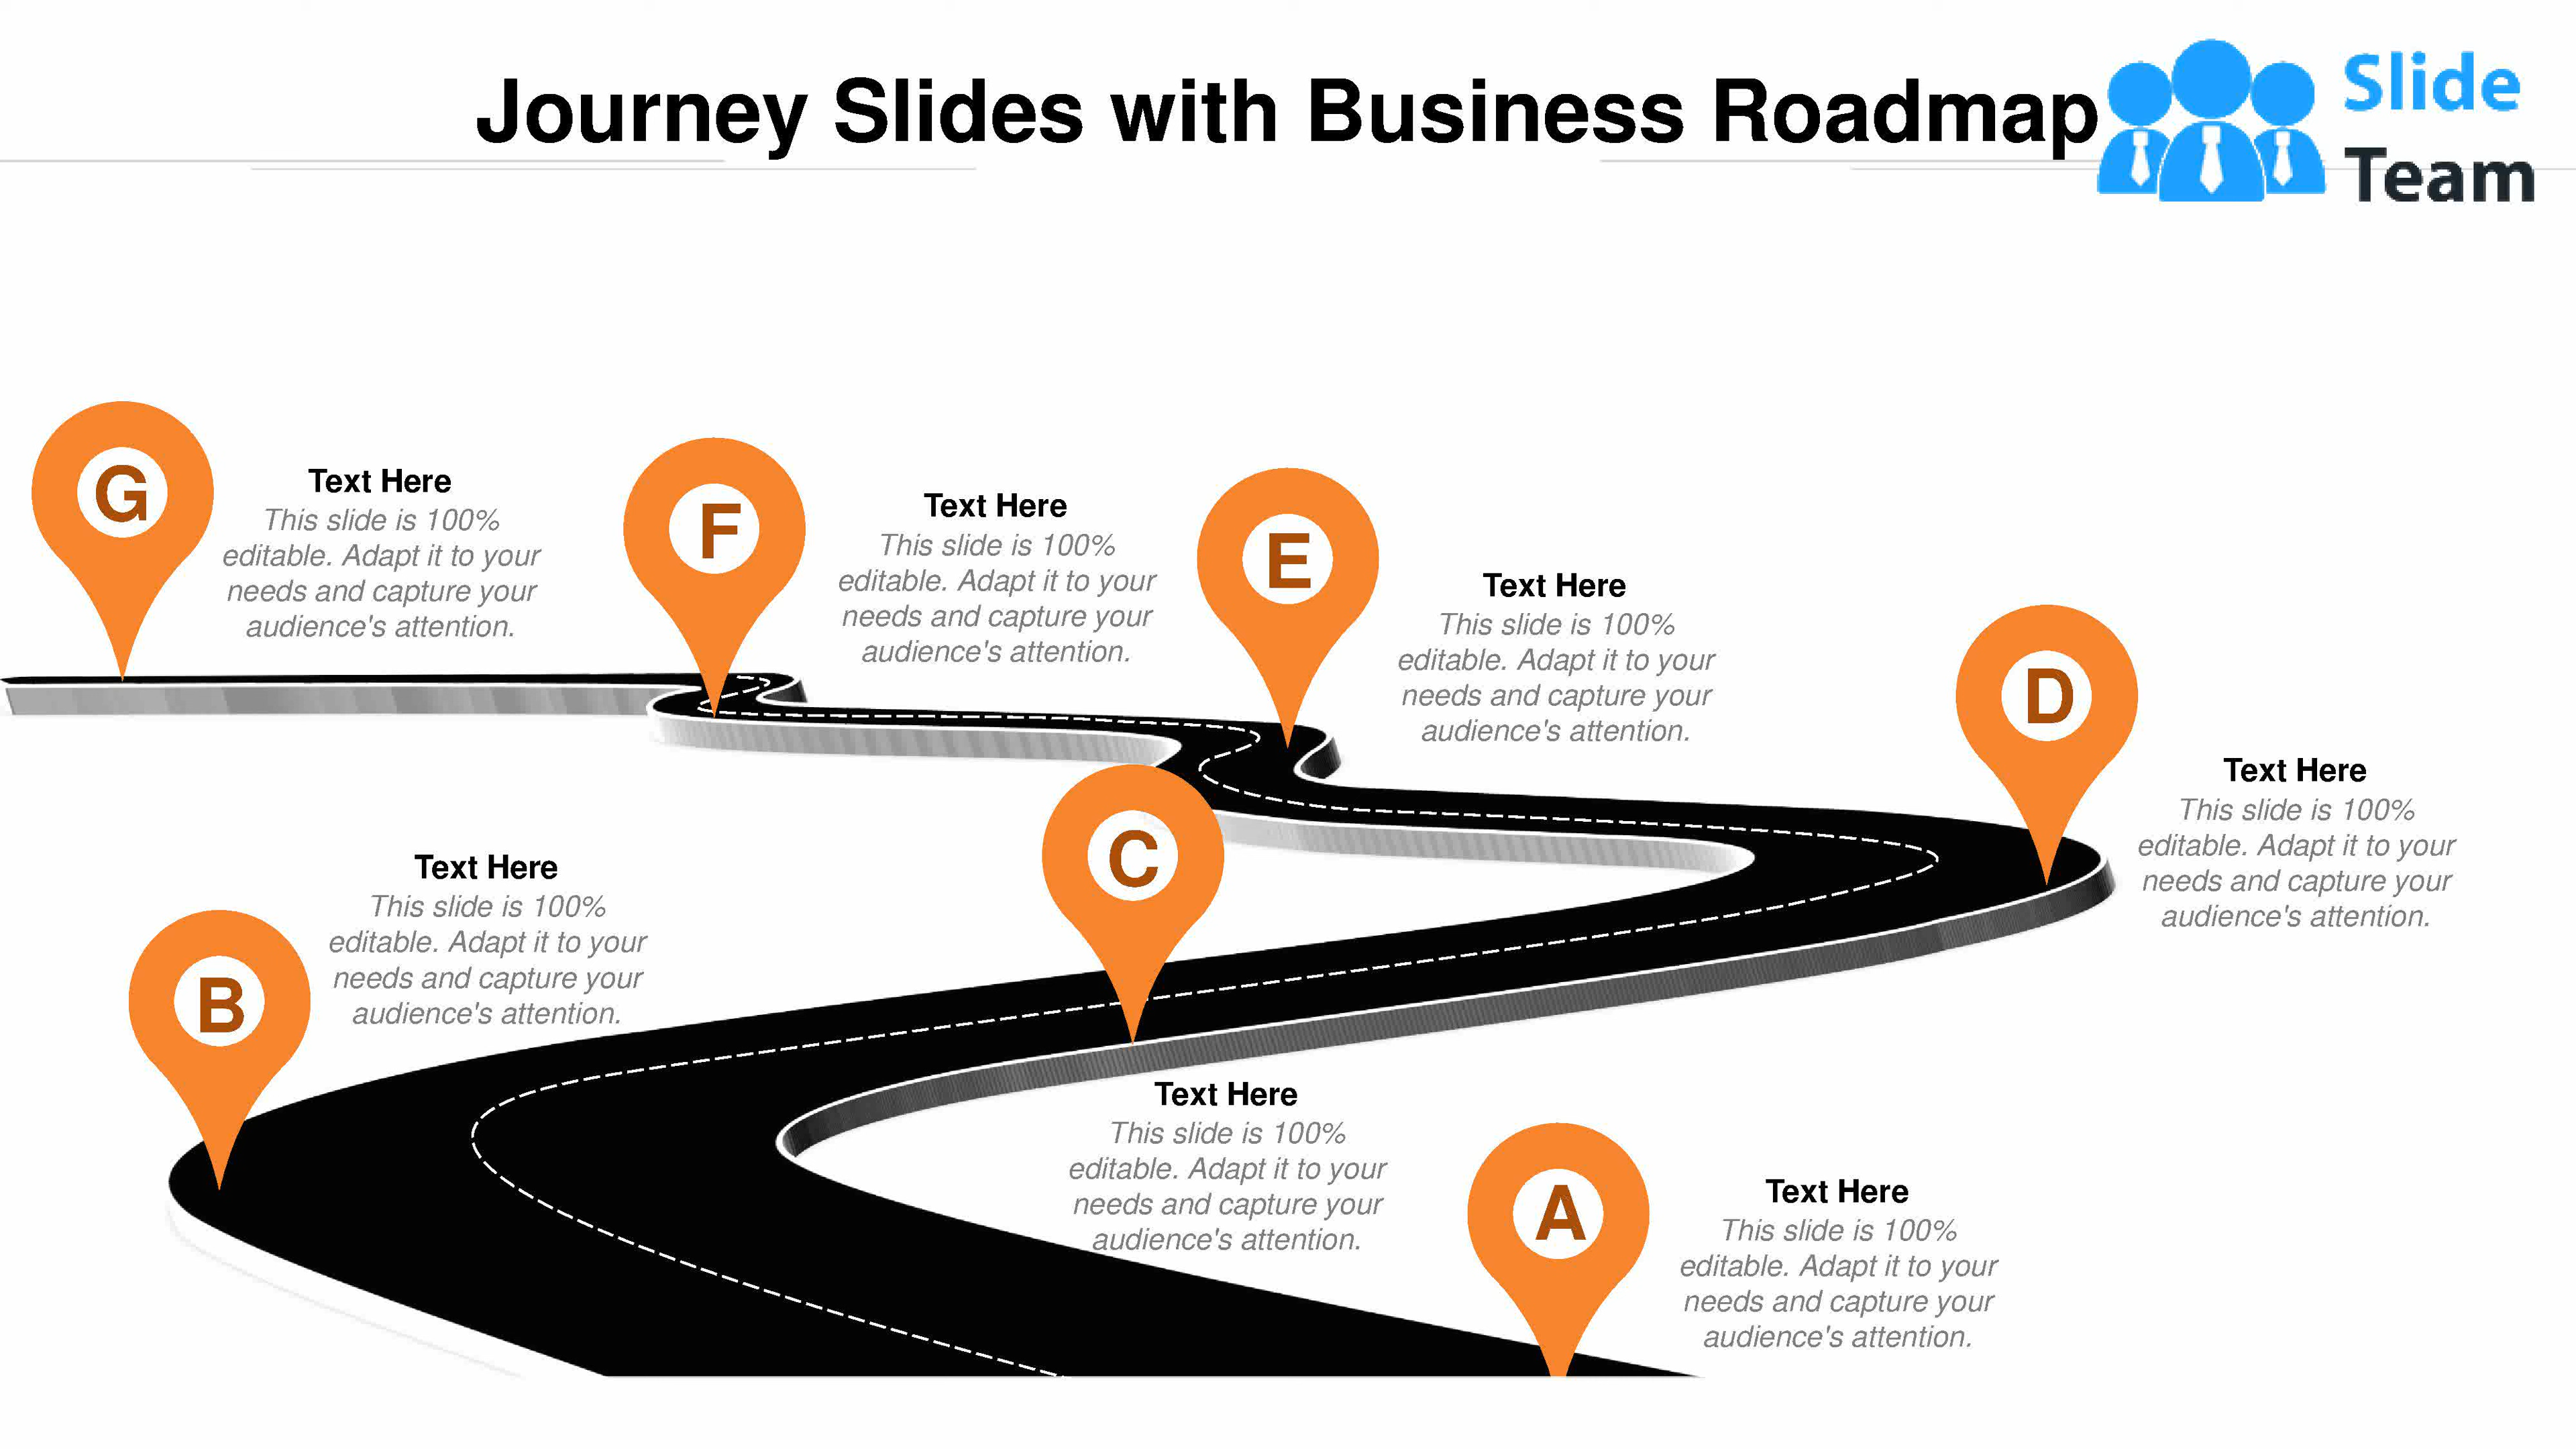 Journey Slides with Business Roadmap
Slide
Team
G
Text Here
This slide is 100%
editable. Adapt it to your
needs and capture your
audience's attention.
F
Text Here
This slide is 100%
editable. Adapt it to your
needs and capture your
audience's attention.
E
Text Here
This slide is 100%
editable. Adapt it to your
needs and capture your
audience's attention.
D
Text Here
This slide is 100%
editable. Adapt it to your
needs and capture your
audience's attention.
C
Text Here
This slide is 100%
editable. Adapt it to your
needs and capture your
audience's attention.
B
Text Here
This slide is 100%
editable. Adapt it to your
needs and capture your
audience's attention.
A
Text Here
This slide is 100%
editable. Adapt it to your
needs and capture your
audience's attention.